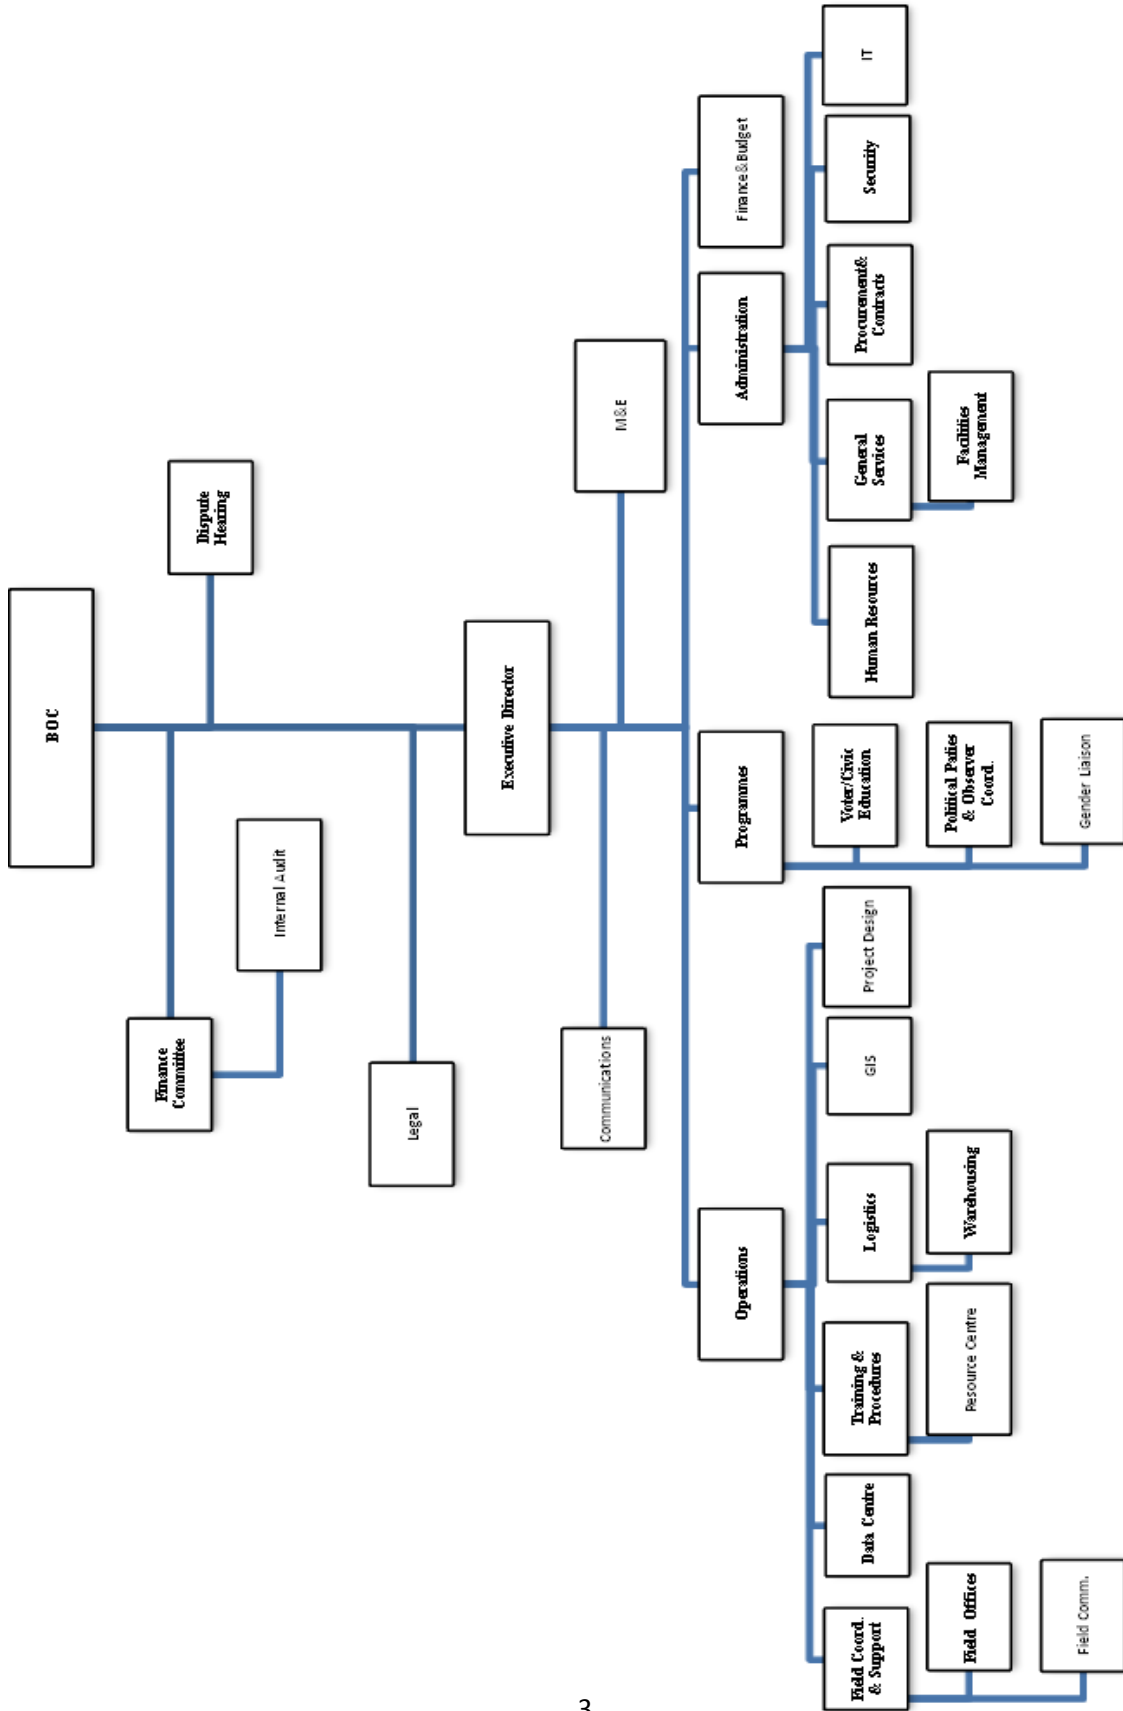 BOC
Dispute
Hearing
Finance
Committee
Internal Audit
Legal
Executive Director
M&E
Communications
Operations
Programmes
Administration
Finance&Budget
Field Coord.
& Support
Data Centre
Training &
Procedures
Logistics
GIS
Project Design
Voter/Civic
Education
Human Resources
General
Services
Procurement&
Contracts
Security
IT
Field Offices
Resource Centre
Warehousing
Political Paties
& Observer
Coord.
Facilities
Management
Field Comm.
Gender Liaison
3